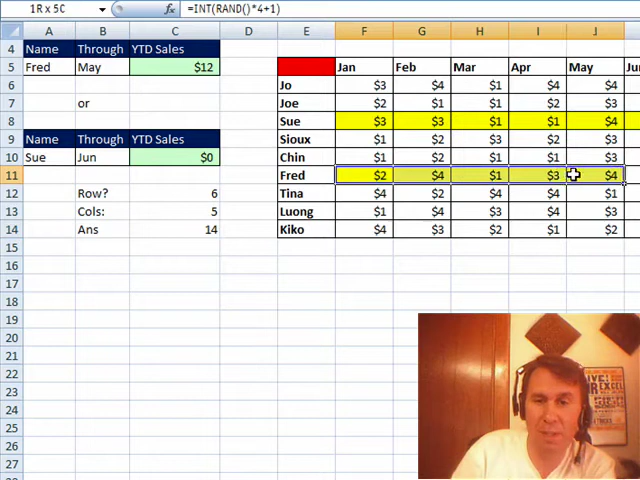 1R x 5C fx =INT(RAND()*4+1)
A B C D E F G H I J
4 Name Through YTD Sales
5 Fred May $12 Jan Feb Mar Apr May Jun
6 Jo $3 $4 $1 $4 $4
7 or Joe $2 $1 $1 $2 $3
8 Sue $3 $3 $1 $1 $4
9 Name Through YTD Sales Sioux $1 $2 $3 $2 $3
10 Sue Jun $0 Chin $1 $2 $1 $1 $3
11 Fred $2 $4 $1 $3 $4
12 Row? 6 Tina $4 $2 $4 $4 $1
13 Cols: 5 Luong $1 $4 $3 $4 $3
14 Ans 14 Kiko $4 $3 $2 $1 $2
15
16
17
18
19
20
21
22
23
24
25
26
27